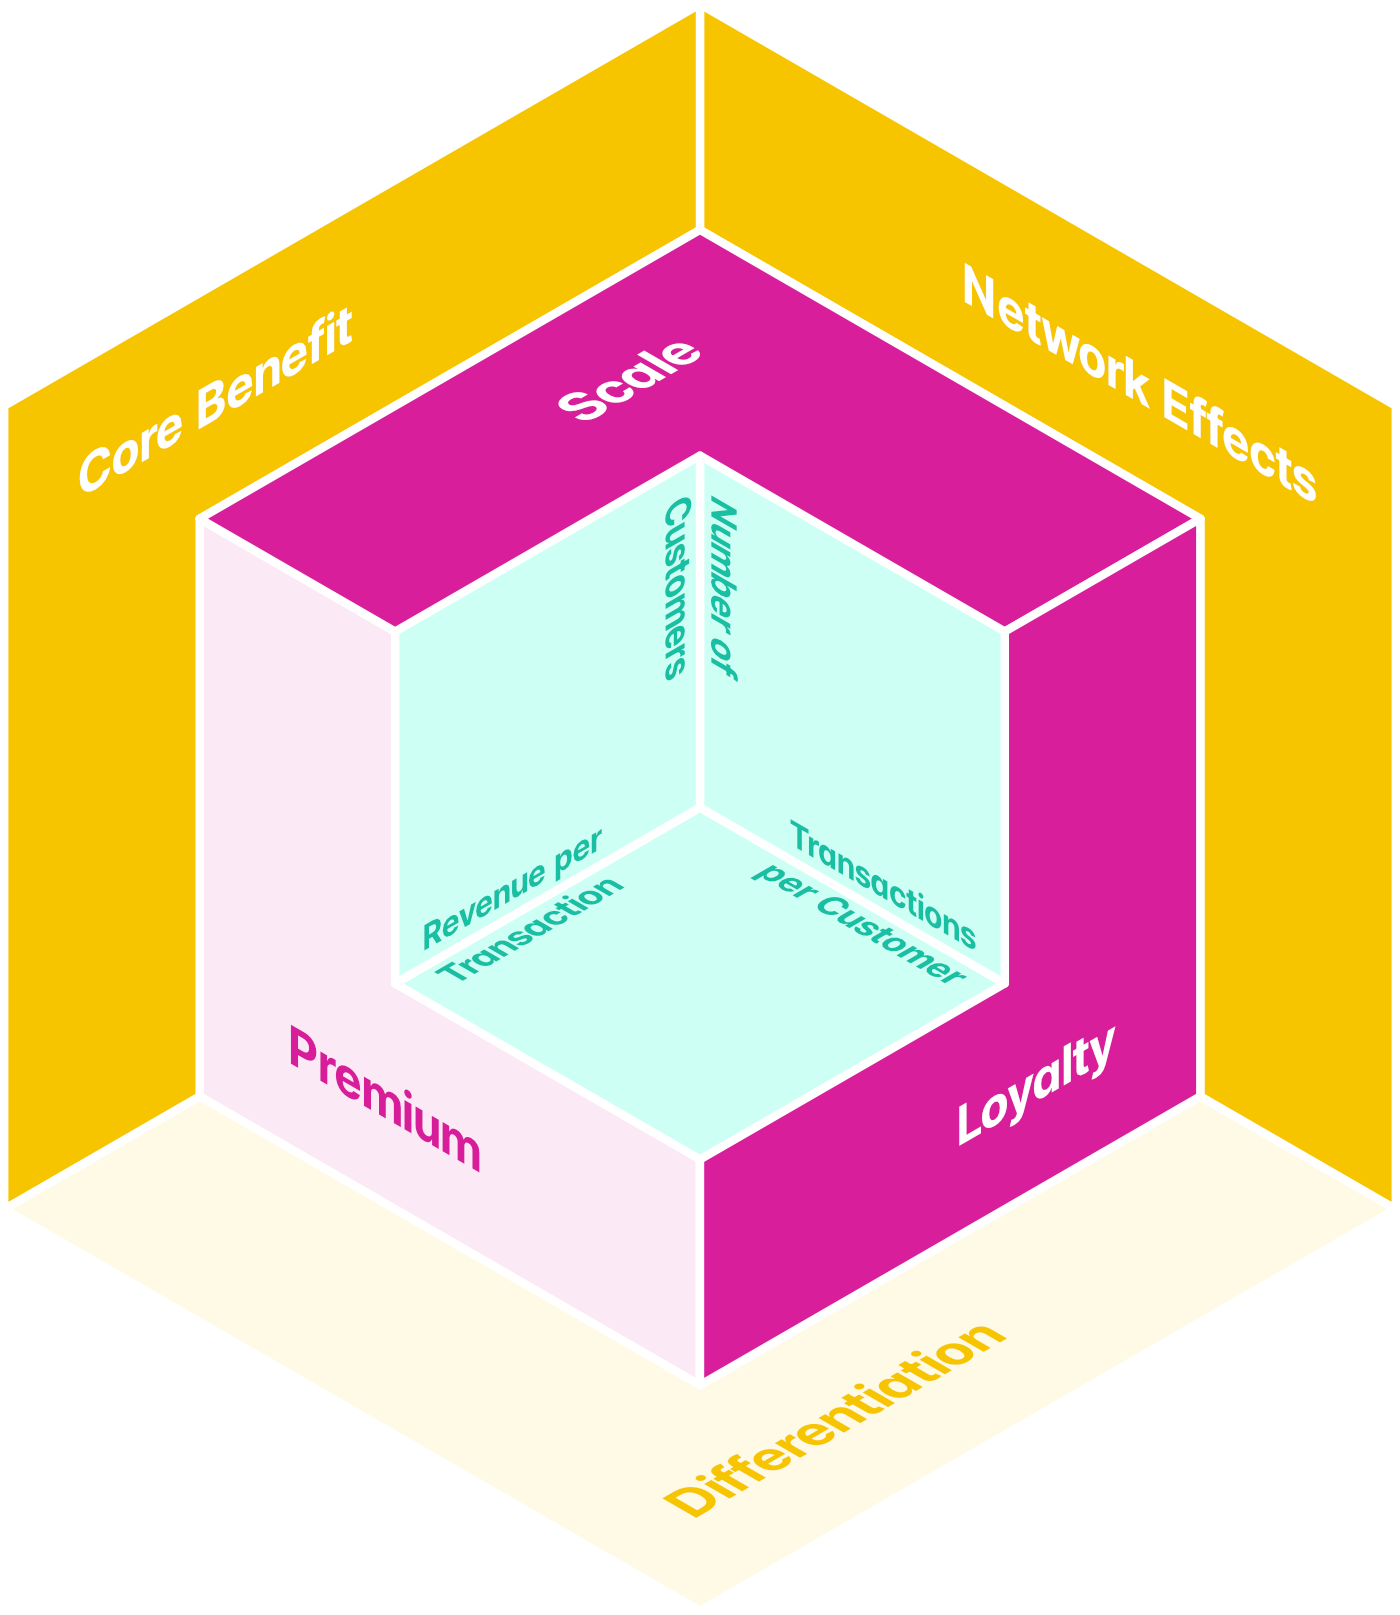 Core Benefit
Network Effects
Scale
Number of
Customers
Revenue per
Transaction
Transactions
per Customer
Premium
Loyalty
Differentiation